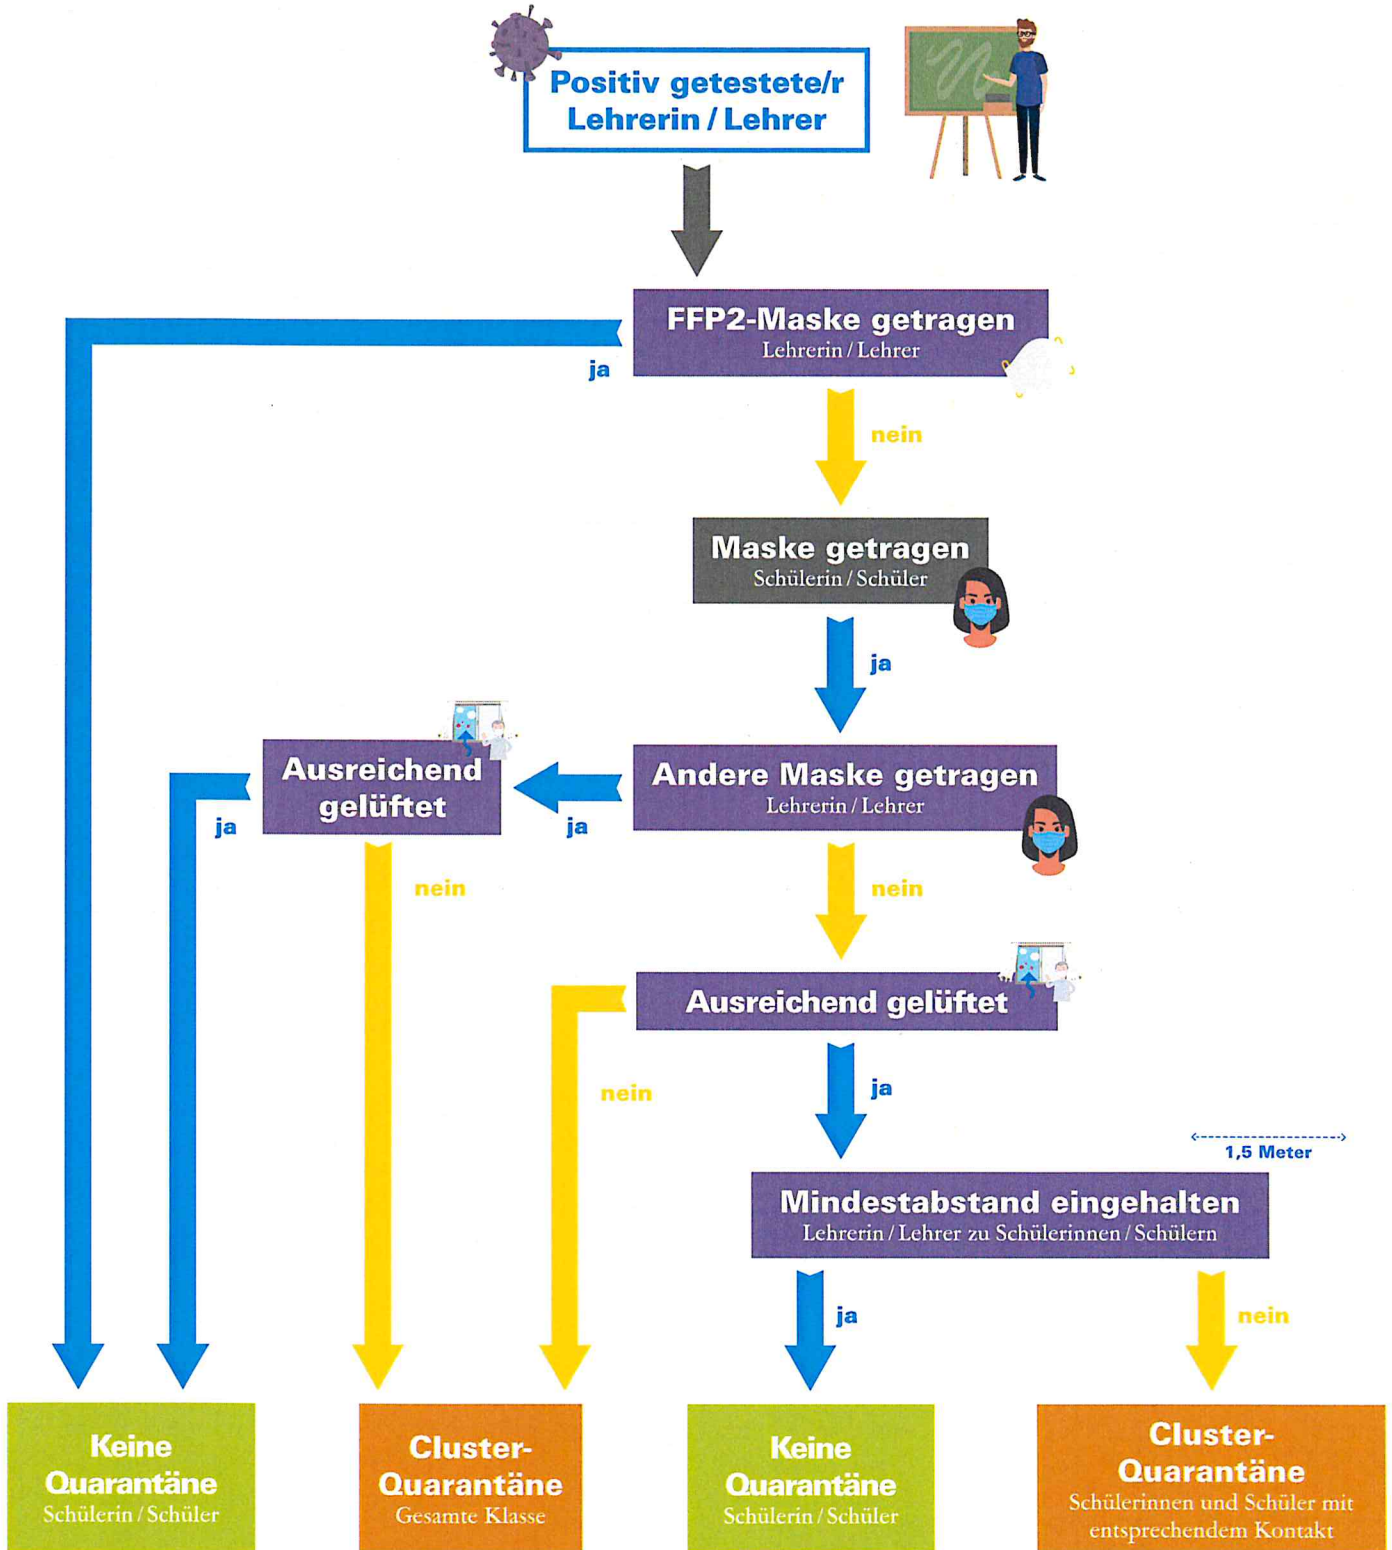 Positiv getestete/r
Lehrerin / Lehrer
FFP2-Maske getragen
Lehrerin / Lehrer
ja
nein
Maske getragen
Schülerin / Schüler
ja
Ausreichend
gelüftet
Andere Maske getragen
Lehrerin / Lehrer
ja
ja
nein
nein
Ausreichend gelüftet
nein
ja
1,5 Meter
Mindestabstand eingehalten
Lehrerin / Lehrer zu Schülerinnen / Schülern
ja
nein
Keine
Quarantäne
Schülerin / Schüler
Cluster-
Quarantäne
Gesamte Klasse
Keine
Quarantäne
Schülerin / Schüler
Cluster-
Quarantäne
Schülerinnen und Schüler mit
entsprechendem Kontakt